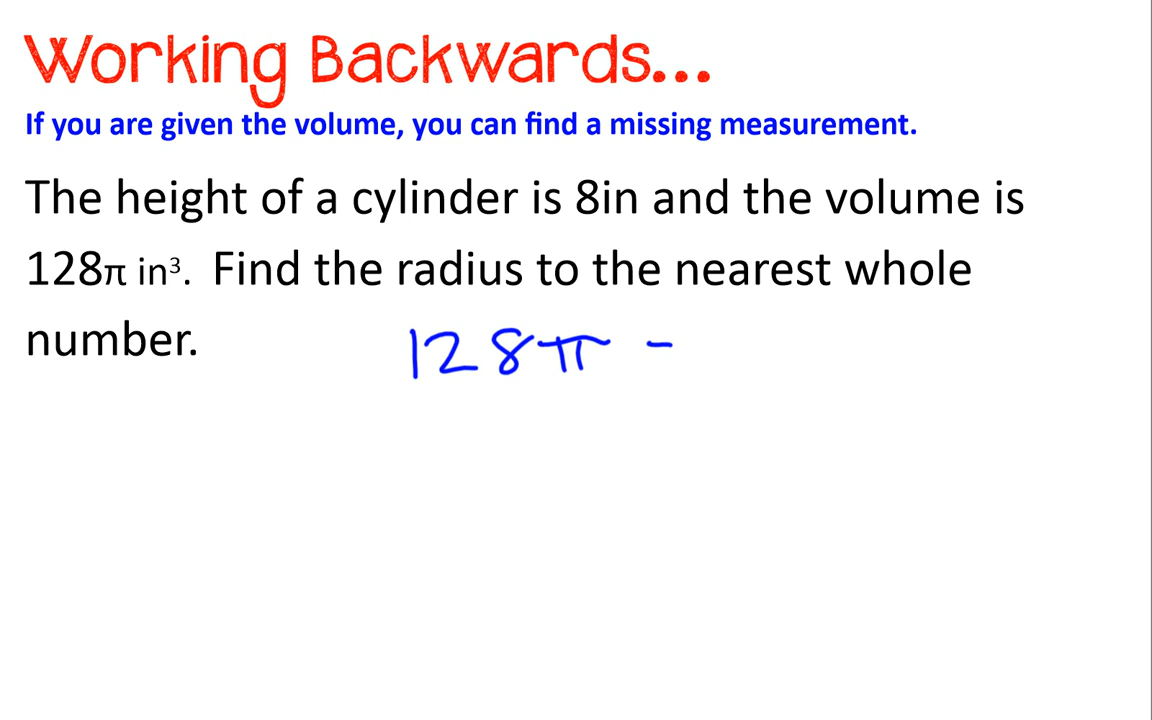 Working Backwards...
If you are given the volume, you can find a missing measurement.
The height of a cylinder is 8in and the volume is
128π in³. Find the radius to the nearest whole
number.
128π -